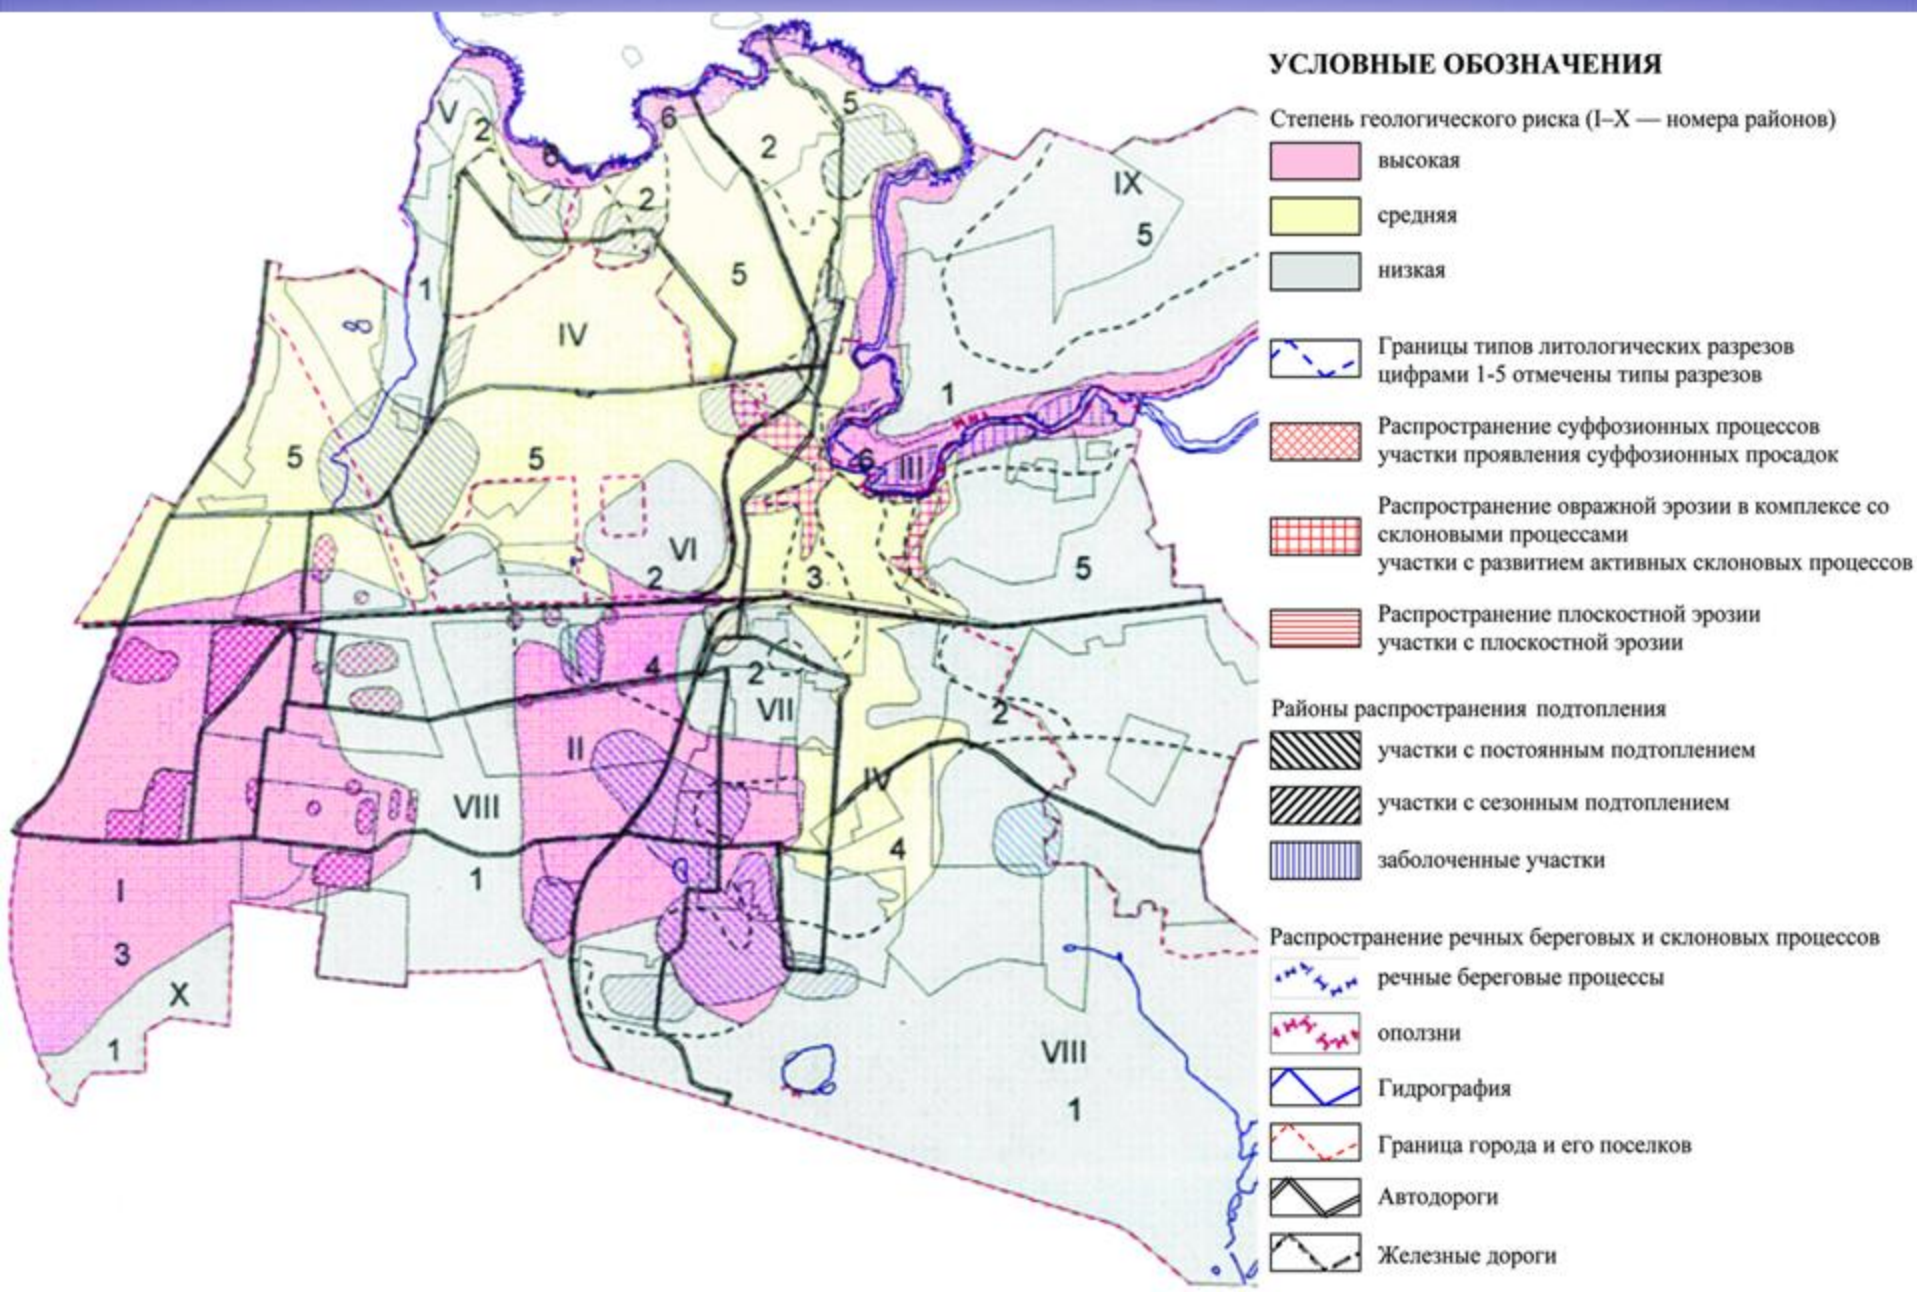 УСЛОВНЫЕ ОБОЗНАЧЕНИЯ
Степень геологического риска (I–X — номера районов)
высокая
средняя
низкая
Границы типов литологических разрезов
цифрами 1-5 отмечены типы разрезов
Распространение суффозионных процессов
участки проявления суффозионных просадок
Распространение овражной эрозии в комплексе со
склоновыми процессами
участки с развитием активных склоновых процессов
Распространение плоскостной эрозии
участки с плоскостной эрозии
Районы распространения подтопления
участки с постоянным подтоплением
участки с сезонным подтоплением
заболоченные участки
Распространение речных береговых и склоновых процессов
речные береговые процессы
оползни
Гидрография
Граница города и его поселков
Автодороги
Железные дороги
V
2
6
6
2
5
2
IX
5
1
5
IV
1
5
5
6
III
VI
2
3
5
4
2
VII
2
II
VIII
IV
4
1
I
3
X
1
VIII
1